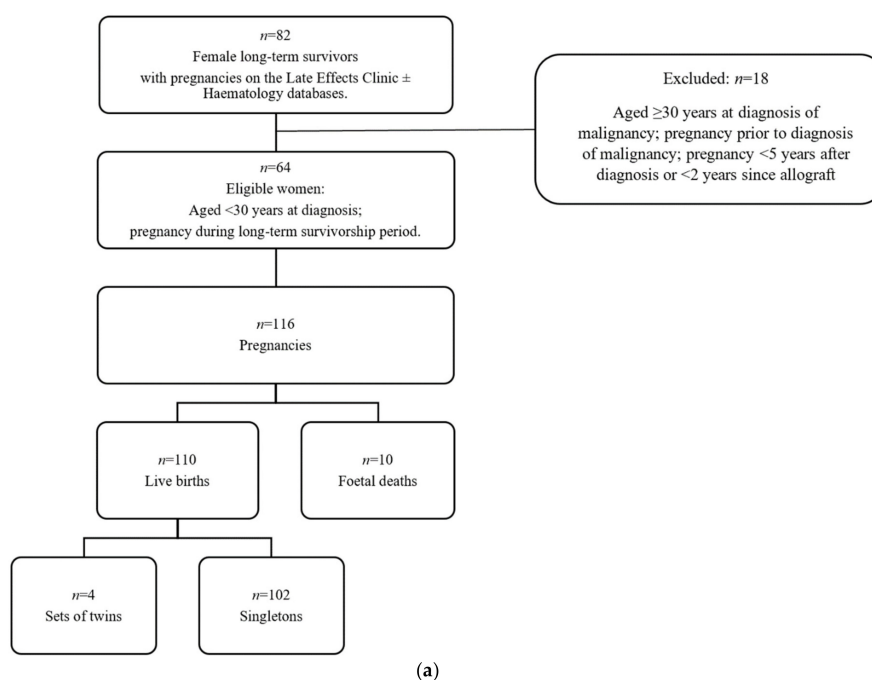 n=82
Female long-term survivors
with pregnancies on the Late Effects Clinic ±
Haematology databases.
Excluded: n=18
Aged ≥30 years at diagnosis of
malignancy; pregnancy prior to diagnosis
of malignancy; pregnancy <5 years after
diagnosis or <2 years since allograft
n=64
Eligible women:
Aged <30 years at diagnosis;
pregnancy during long-term survivorship period.
n=116
Pregnancies
n=110
Live births
n=10
Foetal deaths
n=4
Sets of twins
n=102
Singletons
(a)